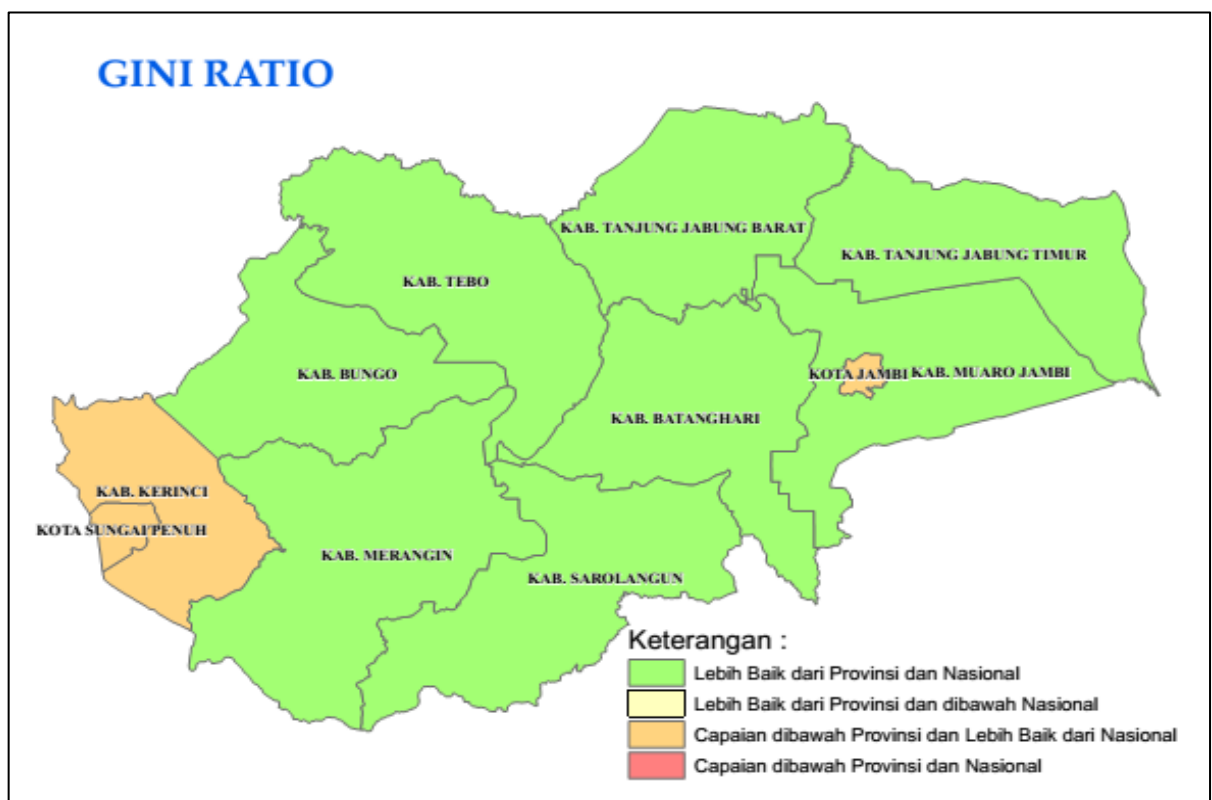 GINI RATIO
KAB. TANJUNG JABUNG BARAT
KAB. TANJUNG JABUNG TIMUR
KAB. TEBO
KAB. BUNGO
KOTA JAMBI
KAB. MUARO JAMBI
KAB. BATANGHARI
KAB. KERINCI
KOTA SUNGAI PENUH
KAB. MERANGIN
KAB. SAROLANGUN
Keterangan :
Lebih Baik dari Provinsi dan Nasional
Lebih Baik dari Provinsi dan dibawah Nasional
Capaian dibawah Provinsi dan Lebih Baik dari Nasional
Capaian dibawah Provinsi dan Nasional